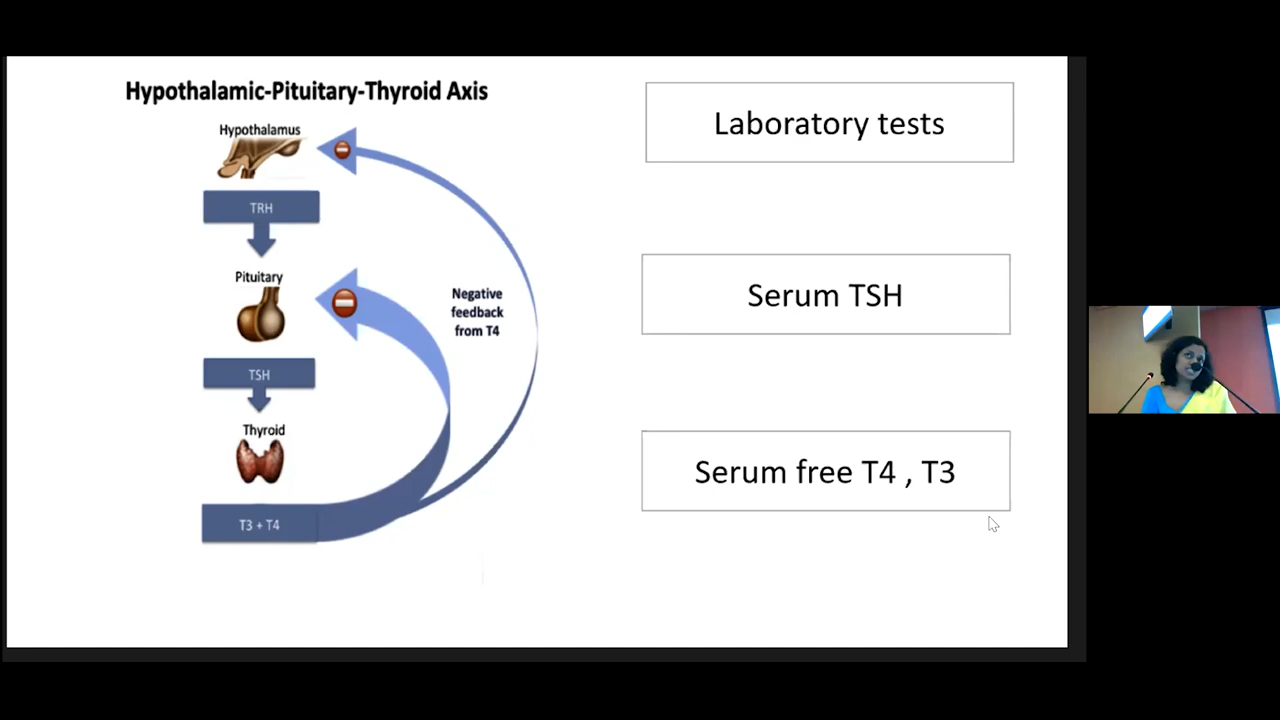 Hypothalamic-Pituitary-Thyroid Axis
Hypothalamus
TRH
Pituitary
TSH
Thyroid
T3 + T4
Negative
feedback
from T4
Laboratory tests
Serum TSH
Serum free T4 , T3